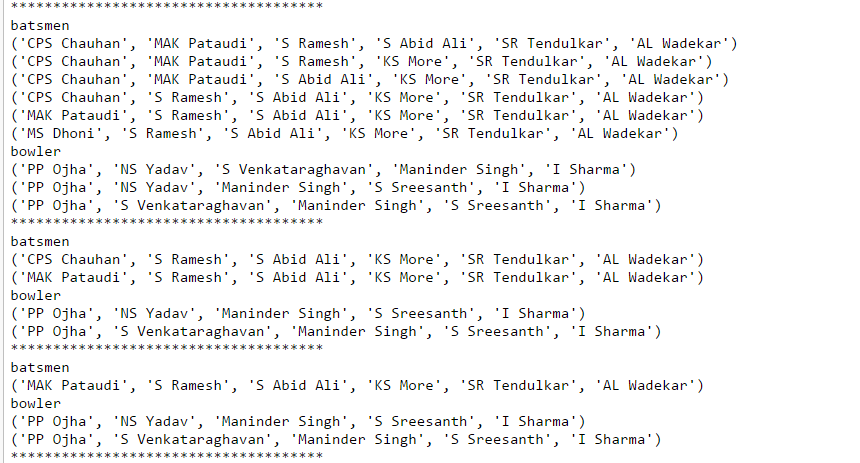 *************************************
batsmen
('CPS Chauhan', 'MAK Pataudi', 'S Ramesh', 'S Abid Ali', 'SR Tendulkar', 'AL Wadekar')
('CPS Chauhan', 'MAK Pataudi', 'S Ramesh', 'KS More', 'SR Tendulkar', 'AL Wadekar')
('CPS Chauhan', 'MAK Pataudi', 'S Abid Ali', 'KS More', 'SR Tendulkar', 'AL Wadekar')
('CPS Chauhan', 'S Ramesh', 'S Abid Ali', 'KS More', 'SR Tendulkar', 'AL Wadekar')
('MAK Pataudi', 'S Ramesh', 'S Abid Ali', 'KS More', 'SR Tendulkar', 'AL Wadekar')
('MS Dhoni', 'S Ramesh', 'S Abid Ali', 'KS More', 'SR Tendulkar', 'AL Wadekar')
bowler
('PP Ojha', 'NS Yadav', 'S Venkataraghavan', 'Maninder Singh', 'I Sharma')
('PP Ojha', 'NS Yadav', 'Maninder Singh', 'S Sreesanth', 'I Sharma')
('PP Ojha', 'S Venkataraghavan', 'Maninder Singh', 'S Sreesanth', 'I Sharma')
*************************************
batsmen
('CPS Chauhan', 'S Ramesh', 'S Abid Ali', 'KS More', 'SR Tendulkar', 'AL Wadekar')
('MAK Pataudi', 'S Ramesh', 'S Abid Ali', 'KS More', 'SR Tendulkar', 'AL Wadekar')
bowler
('PP Ojha', 'NS Yadav', 'Maninder Singh', 'S Sreesanth', 'I Sharma')
('PP Ojha', 'S Venkataraghavan', 'Maninder Singh', 'S Sreesanth', 'I Sharma')
*************************************
batsmen
('MAK Pataudi', 'S Ramesh', 'S Abid Ali', 'KS More', 'SR Tendulkar', 'AL Wadekar')
bowler
('PP Ojha', 'NS Yadav', 'Maninder Singh', 'S Sreesanth', 'I Sharma')
('PP Ojha', 'S Venkataraghavan', 'Maninder Singh', 'S Sreesanth', 'I Sharma')
*************************************